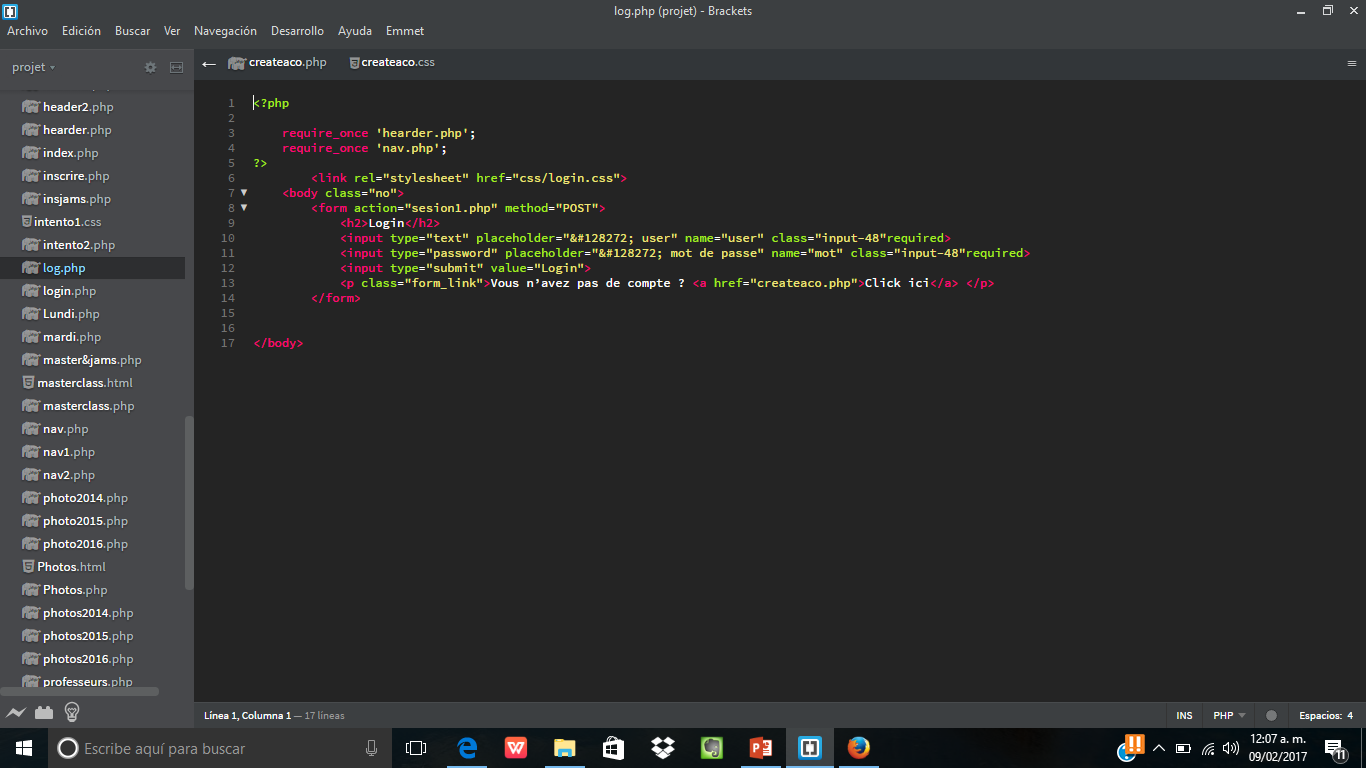 log.php (projet) - Brackets
Archivo Edición Buscar Ver Navegación Desarrollo Ayuda Emmet
projet
createaco.php createaco.css
header2.php
hearder.php
index.php
inscrire.php
insjams.php
intento1.css
intento2.php
log.php
login.php
Lundi.php
mardi.php
master&jams.php
masterclass.html
masterclass.php
nav.php
nav1.php
nav2.php
photo2014.php
photo2015.php
photo2016.php
Photos.html
Photos.php
photos2014.php
photos2015.php
photos2016.php
professeurs.php
1 <?php
2
3 require_once 'hearder.php';
4 require_once 'nav.php';
5 ?>
6 <link rel="stylesheet" href="css/login.css">
7 <body class="no">
8 <form action="sesion1.php" method="POST">
9 <h2>Login</h2>
10 <input type="text" placeholder="&#128272; user" name="user" class="input-48"required>
11 <input type="password" placeholder="&#128272; mot de passe" name="mot" class="input-48"required>
12 <input type="submit" value="Login">
13 <p class="form_link">Vous n’avez pas de compte ? <a href="createaco.php">Click ici</a> </p>
14 </form>
15
16
17 </body>
Línea 1, Columna 1 — 17 líneas
INS PHP Espacios: 4
Escribe aquí para buscar
12:07 a. m.
09/02/2017
11